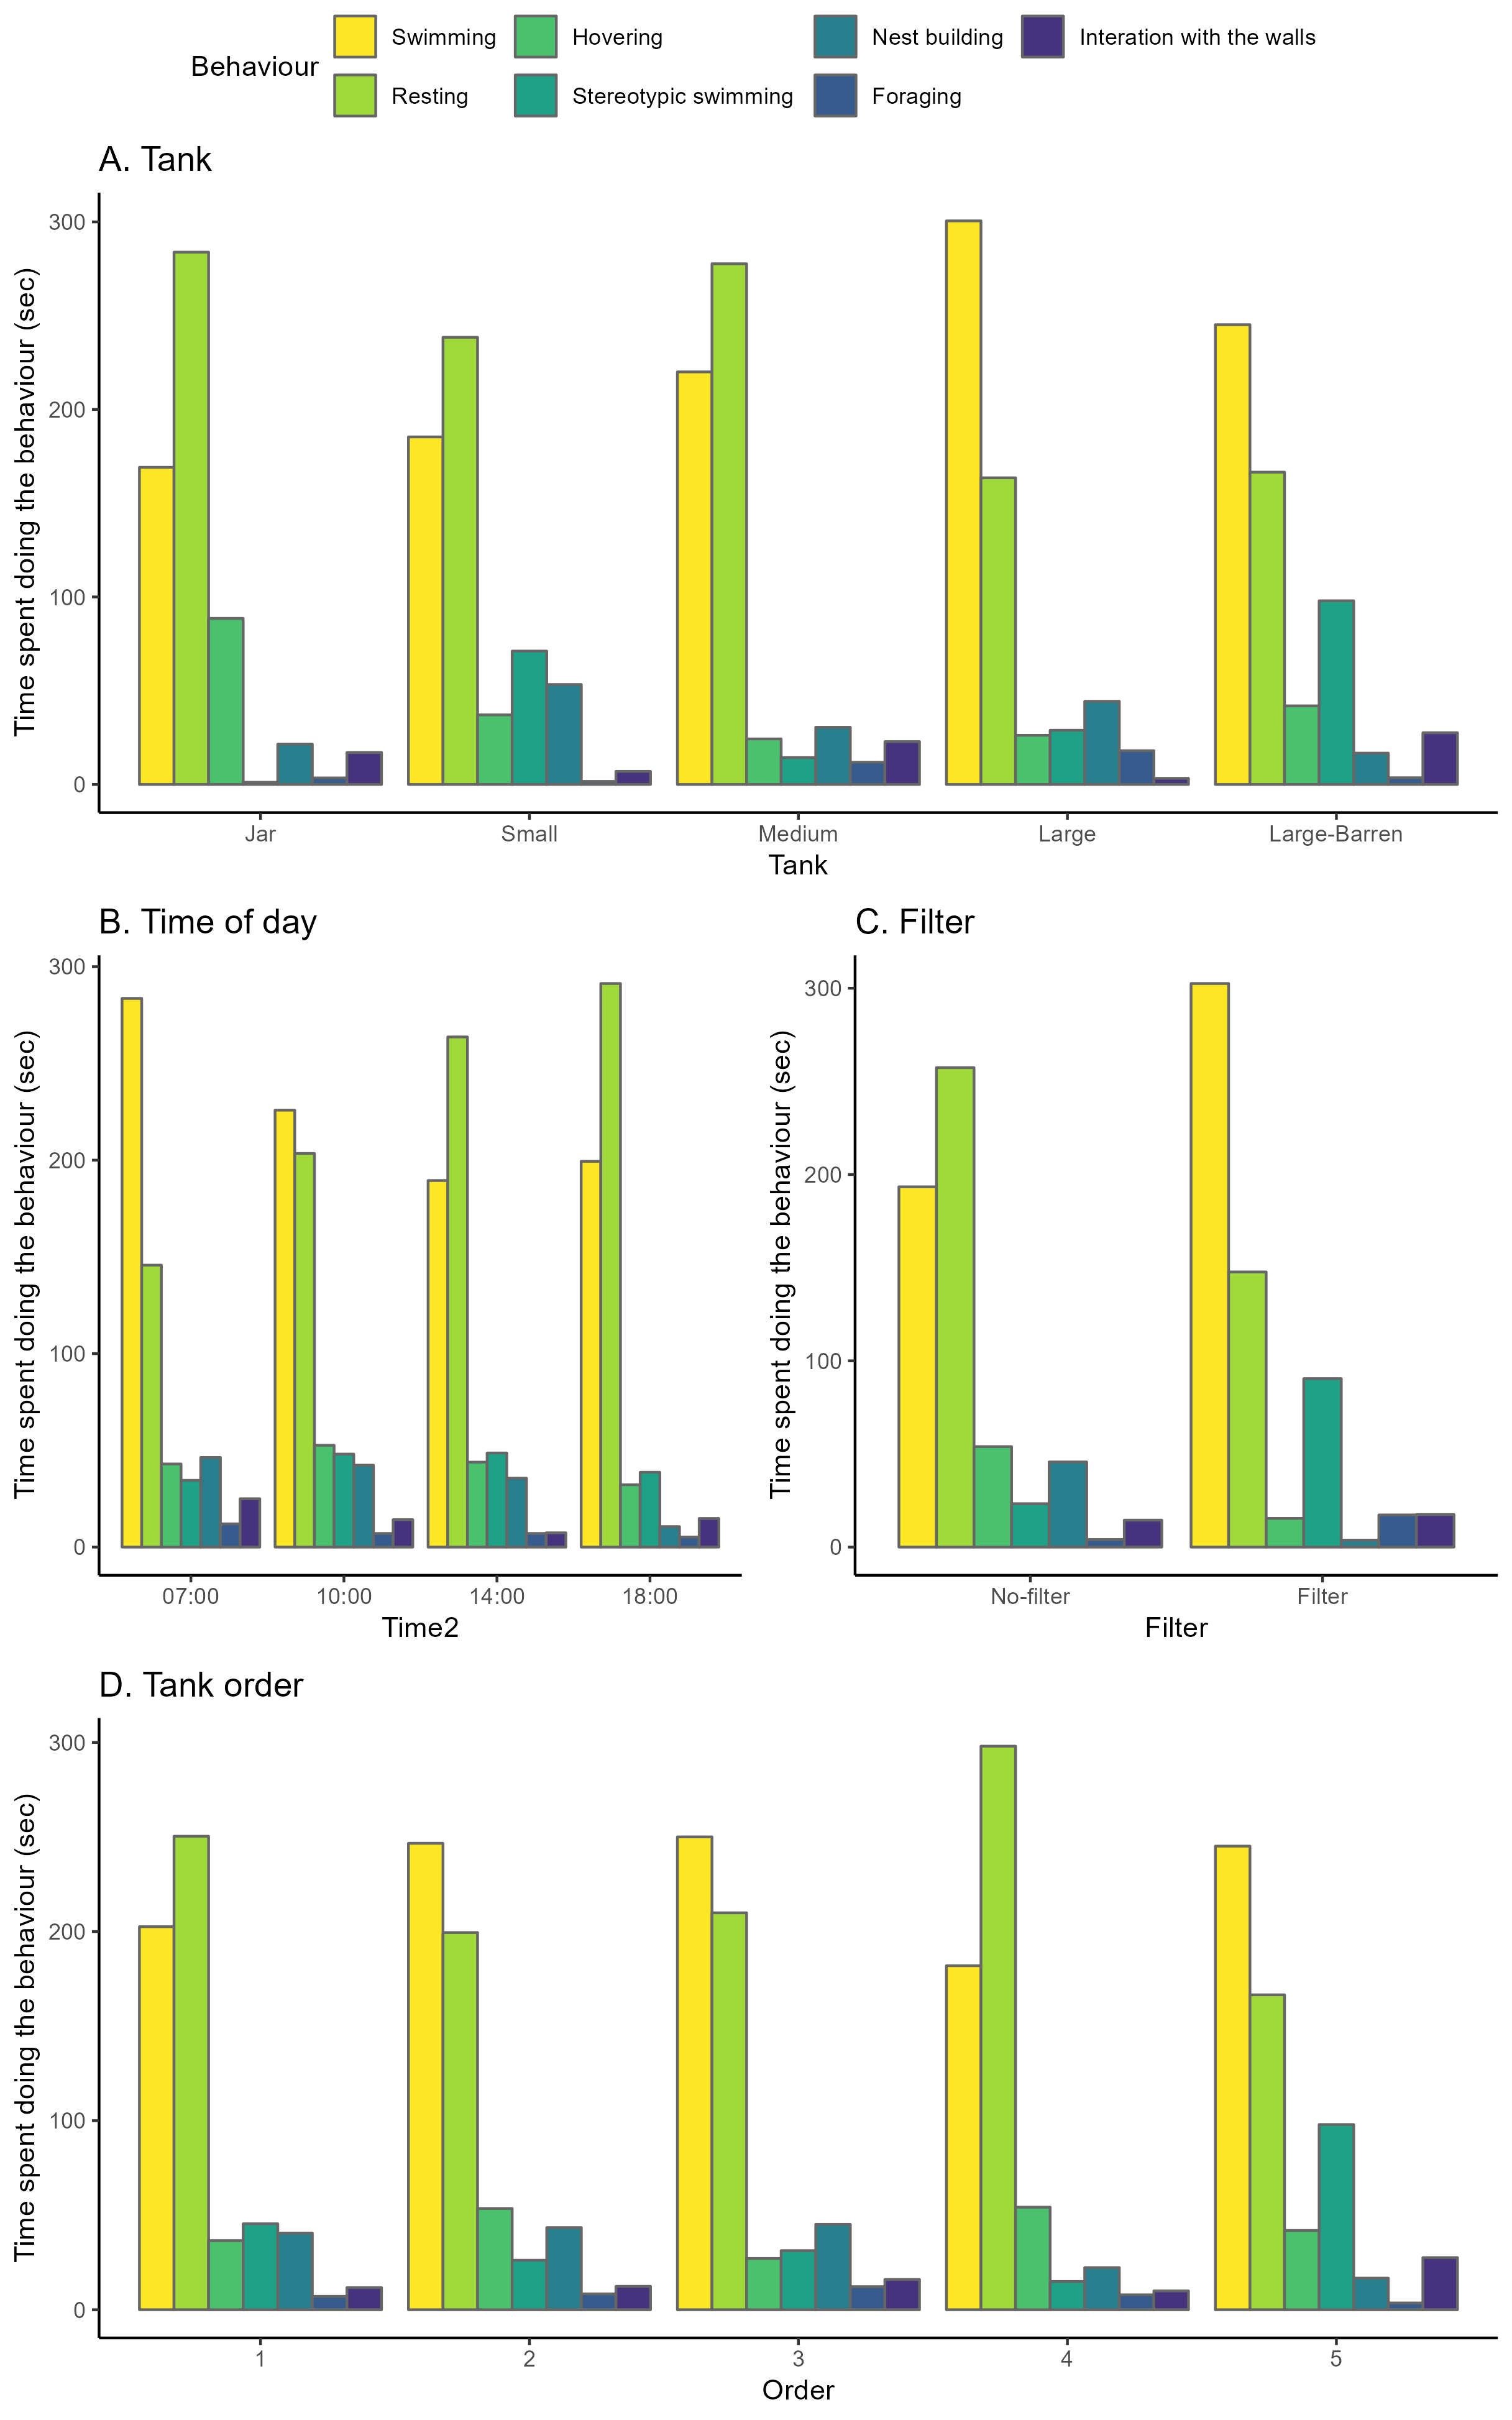 Behaviour
Swimming Hovering Nest building Interation with the walls
Resting Stereotypic swimming Foraging
A. Tank
Time spent doing the behaviour (sec)
300
200
100
0
Jar Small Medium Large Large-Barren
Tank
B. Time of day
Time spent doing the behaviour (sec)
300
200
100
0
07:00 10:00 14:00 18:00
Time2
C. Filter
Time spent doing the behaviour (sec)
300
200
100
0
No-filter Filter
Filter
D. Tank order
Time spent doing the behaviour (sec)
300
200
100
0
1 2 3 4 5
Order